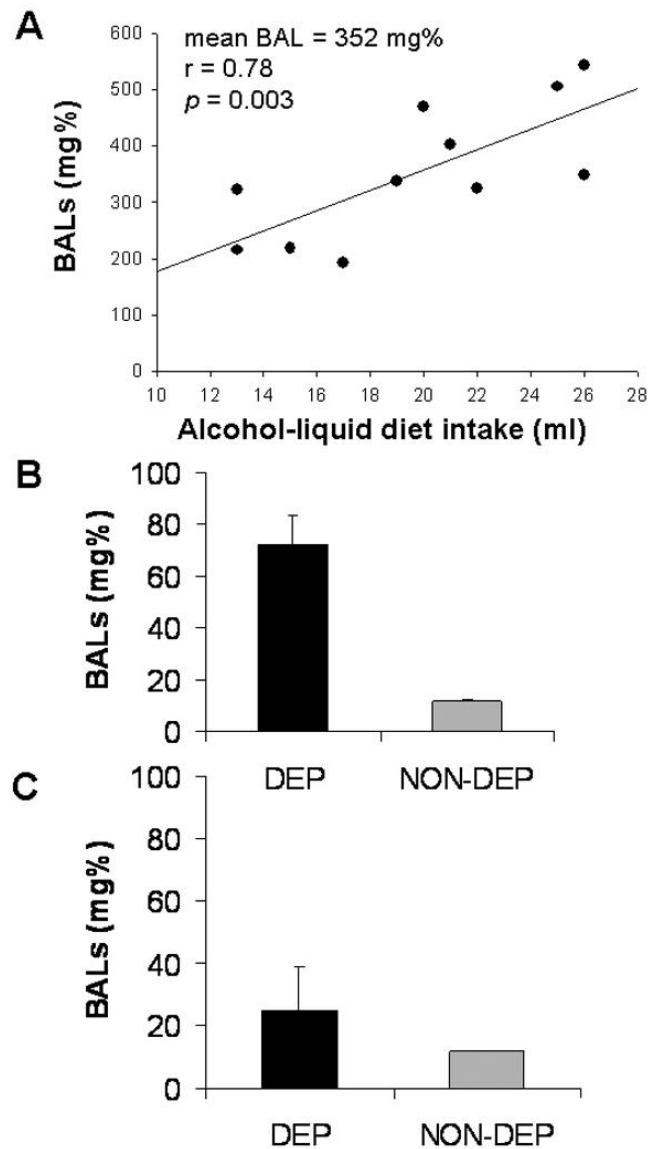 A
mean BAL = 352 mg%
r = 0.78
p = 0.003
BALs (mg%)
600
500
400
300
200
100
0
10 12 14 16 18 20 22 24 26 28
Alcohol-liquid diet intake (ml)
B
BALs (mg%)
100
80
60
40
20
0
DEP NON-DEP
C
BALs (mg%)
100
80
60
40
20
0
DEP NON-DEP